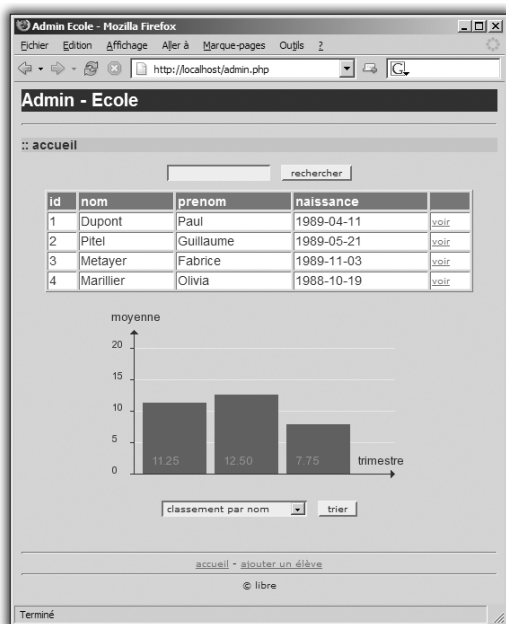 Admin Ecole - Mozilla Firefox
Fichier Edition Affichage Aller à Marque-pages Outils ?
http://localhost/admin.php G
Admin - Ecole
:: accueil
rechercher
id nom prenom naissance
1 Dupont Paul 1989-04-11 voir
2 Pitel Guillaume 1989-05-21 voir
3 Metayer Fabrice 1989-11-03 voir
4 Marillier Olivia 1988-10-19 voir
moyenne
20
15
10
5
11.25 12.50 7.75 trimestre
0
classement par nom trier
accueil - ajouter un élève
© libre
Terminé